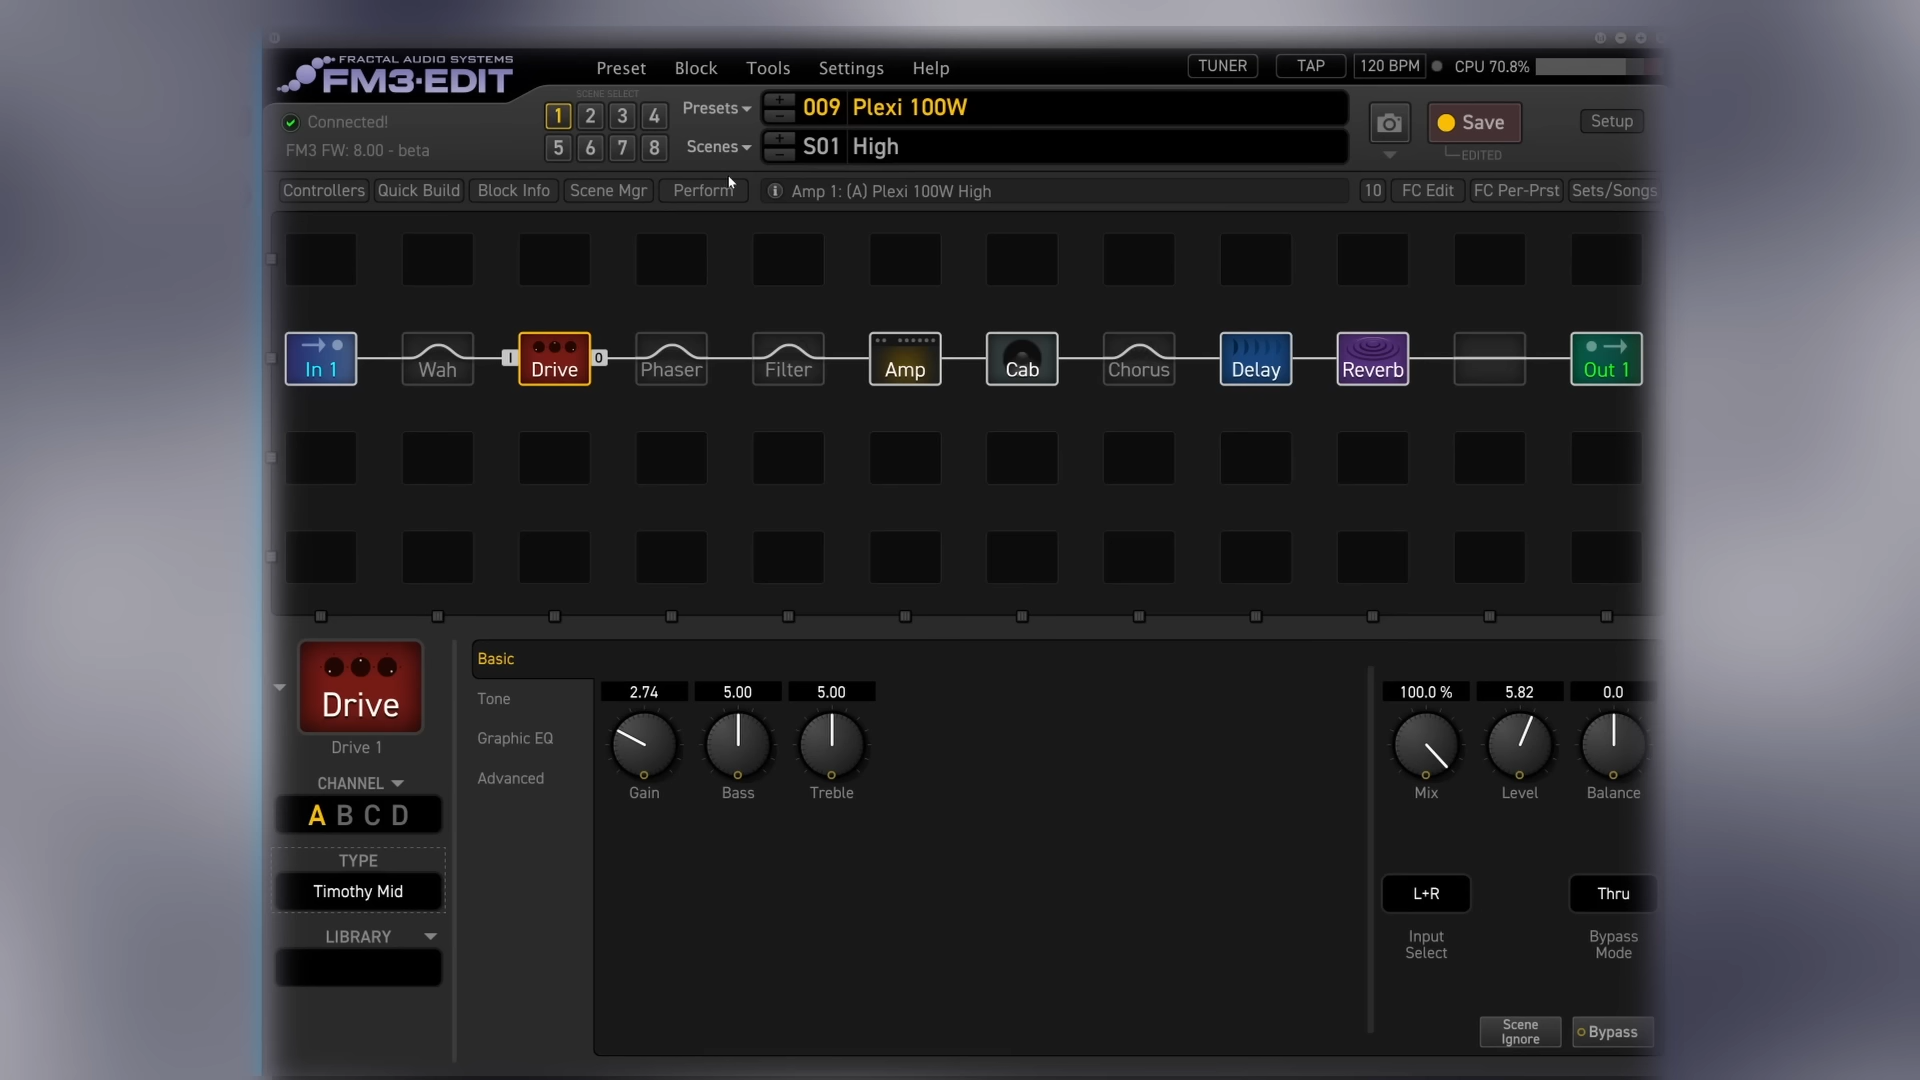 FRACTAL AUDIO SYSTEMS
FM3-EDIT
Preset Block Tools Settings Help
TUNER TAP 120 BPM CPU 70.8%
SCENE SELECT
1 2 3 4
5 6 7 8
Presets 009 Plexi 100W
Scenes S01 High
Connected!
FM3 FW: 8.00 - beta
Save
EDITED
Setup
Controllers Quick Build Block Info Scene Mgr Perform
Amp 1: (A) Plexi 100W High
10 FC Edit FC Per-Prst Sets/Songs
In 1 Wah I Drive O Phaser Filter Amp Cab Chorus Delay Reverb Out 1
Drive
Drive 1
CHANNEL
A B C D
TYPE
Timothy Mid
LIBRARY
Basic
Tone
Graphic EQ
Advanced
2.74 5.00 5.00
Gain Bass Treble
100.0 % 5.82 0.0
Mix Level Balance
L+R Thru
Input
Select
Bypass
Mode
Scene
Ignore
Bypass